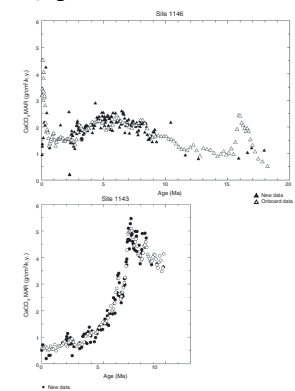 Site 1146
6
5
4
3
2
1
0
CaCO3 MAR (g/cm2/k.y.)
0 5 10 15 20
Age (Ma)
▲ New data
△ Onboard data
Site 1143
6
5
4
3
2
1
0
CaCO3 MAR (g/cm2/k.y.)
0 5 10
Age (Ma)
• New data